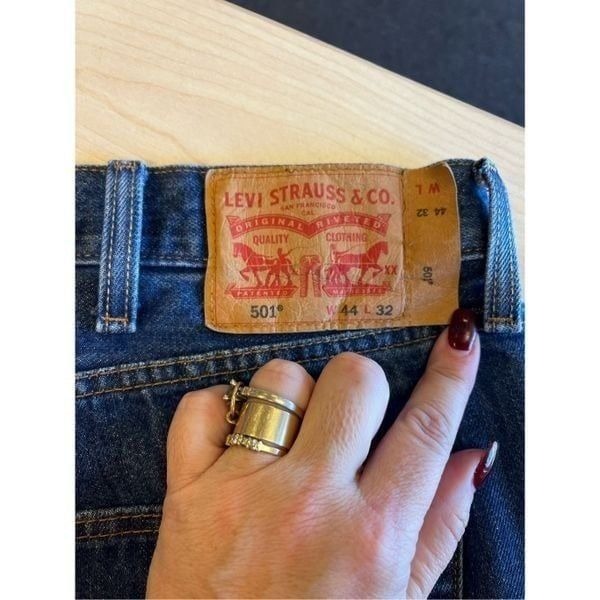 LEVI STRAUSS & CO.
SAN FRANCISCO
CAL
ORIGINAL RIVETED
QUALITY CLOTHING
XX
501®
W 44 L 32
W L
44 32
501®